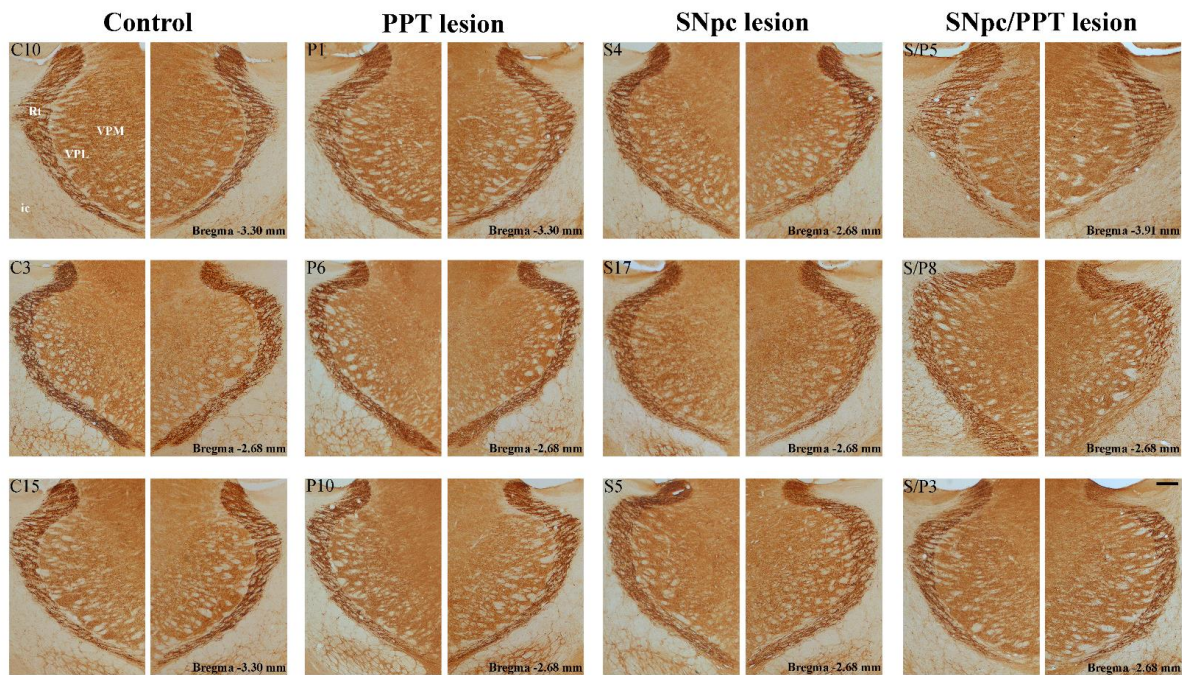 Control PPT lesion SNpc lesion SNpc/PPT lesion
C10 P1 S4 S/P5
Rt
VPM
VPL
ic
Bregma -3.30 mm Bregma -3.30 mm Bregma -2.68 mm Bregma -3.91 mm
C3 P6 S17 S/P8
Bregma -2.68 mm Bregma -2.68 mm Bregma -2.68 mm Bregma -2.68 mm
C15 P10 S5 S/P3
Bregma -3.30 mm Bregma -2.68 mm Bregma -2.68 mm Bregma -2.68 mm